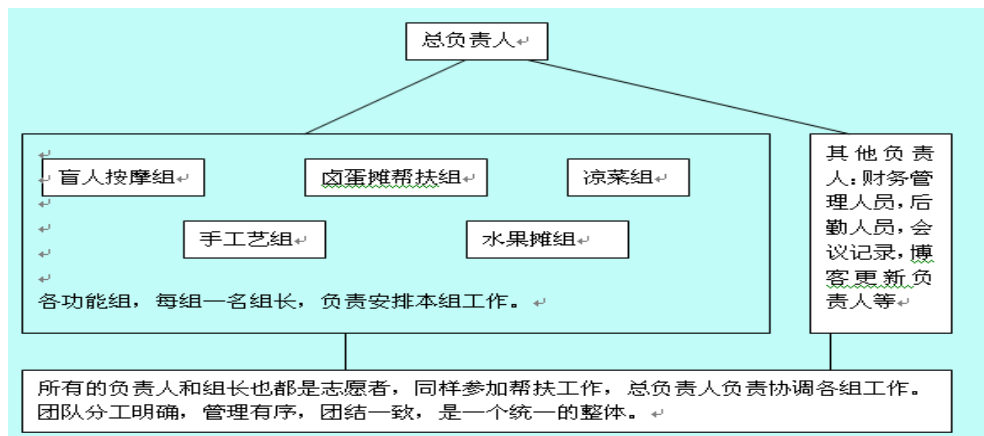 总负责人
盲人按摩组
卤蛋摊帮扶组
凉菜组
手工艺组
水果摊组
各功能组，每组一名组长，负责安排本组工作。
其他负责
人：财务管
理人员，后
勤人员，会
议记录，博
客更新负
责人等
所有的负责人和组长也都是志愿者，同样参加帮扶工作，总负责人负责协调各组工作。
团队分工明确，管理有序，团结一致，是一个统一的整体。